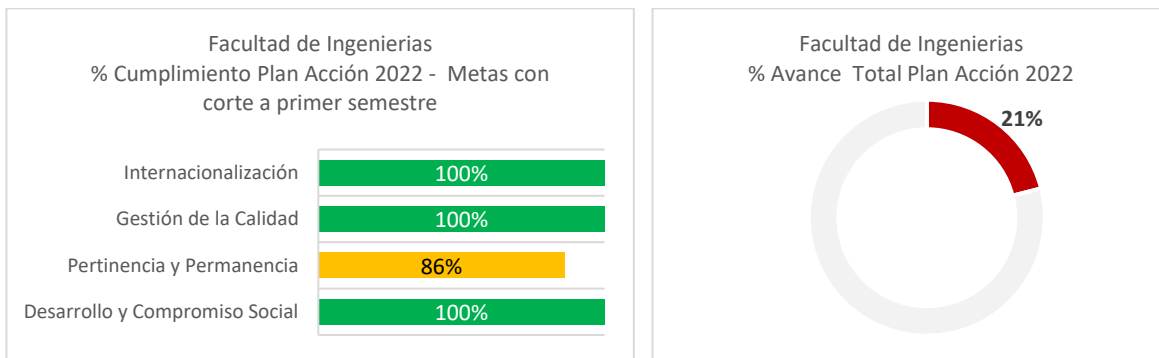 Facultad de Ingenierias
% Cumplimiento Plan Acción 2022 - Metas con
corte a primer semestre
Internacionalización 100%
Gestión de la Calidad 100%
Pertinencia y Permanencia 86%
Desarrollo y Compromiso Social 100%
Facultad de Ingenierias
% Avance Total Plan Acción 2022
21%